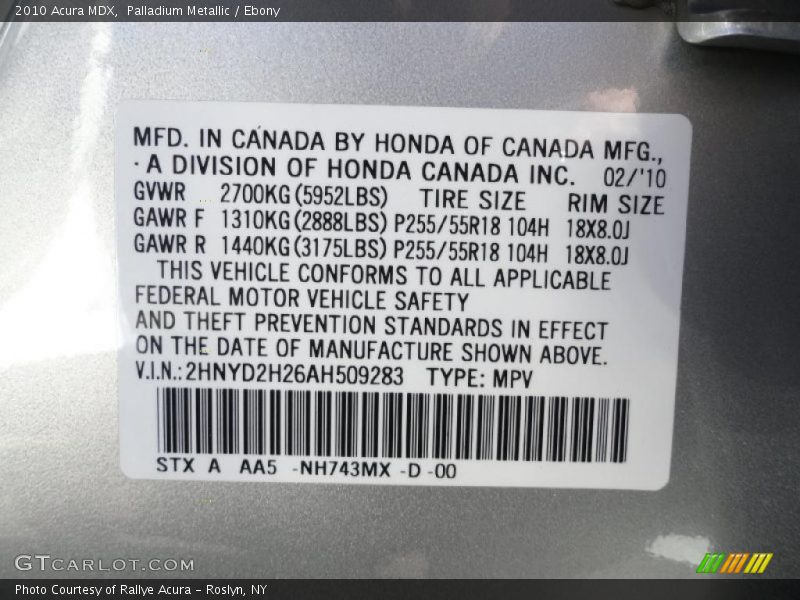 2010 Acura MDX, Palladium Metallic / Ebony
MFD. IN CANADA BY HONDA OF CANADA MFG.,
A DIVISION OF HONDA CANADA INC. 02/'10
GVWR 2700KG(5952LBS) TIRE SIZE RIM SIZE
GAWR F 1310KG(2888LBS) P255/55R18 104H 18X8.0J
GAWR R 1440KG(3175LBS) P255/55R18 104H 18X8.0J
THIS VEHICLE CONFORMS TO ALL APPLICABLE
FEDERAL MOTOR VEHICLE SAFETY
AND THEFT PREVENTION STANDARDS IN EFFECT
ON THE DATE OF MANUFACTURE SHOWN ABOVE.
V.I.N.: 2HNYD2H26AH509283 TYPE: MPV
STX A AA5 -NH743MX -D -00
GTCARLOT.COM
Photo Courtesy of Rallye Acura – Roslyn, NY